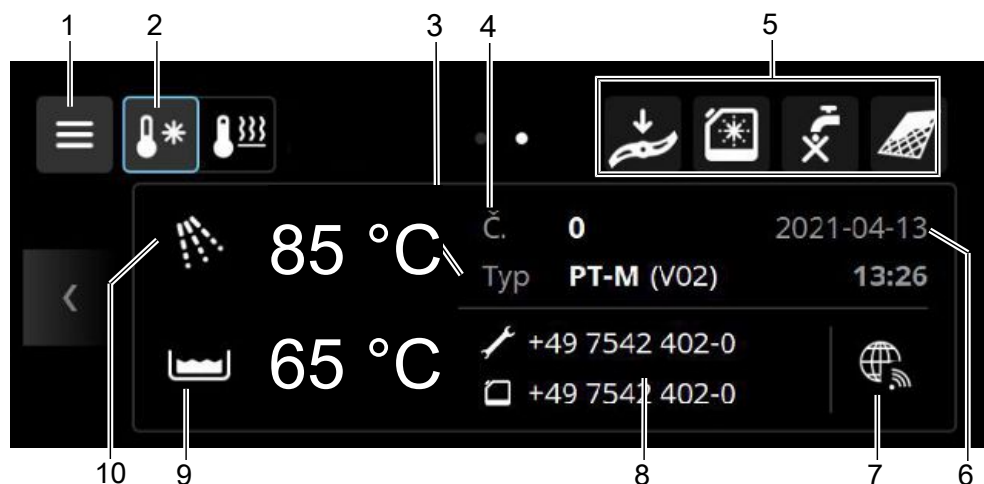 1 2 3 4 5
85 °C
Č. 0 2021-04-13
Typ PT-M (V02) 13:26
65 °C
+49 7542 402-0
+49 7542 402-0
10 9 8 7 6